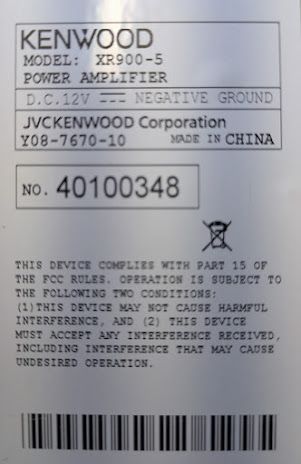 KENWOOD
MODEL: XR900-5
POWER AMPLIFIER
D.C.12V ⎓ NEGATIVE GROUND
JVCKENWOOD Corporation
Y08-7670-10 MADE IN CHINA
NO. 40100348
THIS DEVICE COMPLIES WITH PART 15 OF
THE FCC RULES. OPERATION IS SUBJECT TO
THE FOLLOWING TWO CONDITIONS:
(1)THIS DEVICE MAY NOT CAUSE HARMFUL
INTERFERENCE, AND (2) THIS DEVICE
MUST ACCEPT ANY INTERFERENCE RECEIVED,
INCLUDING INTERFERENCE THAT MAY CAUSE
UNDESIRED OPERATION.